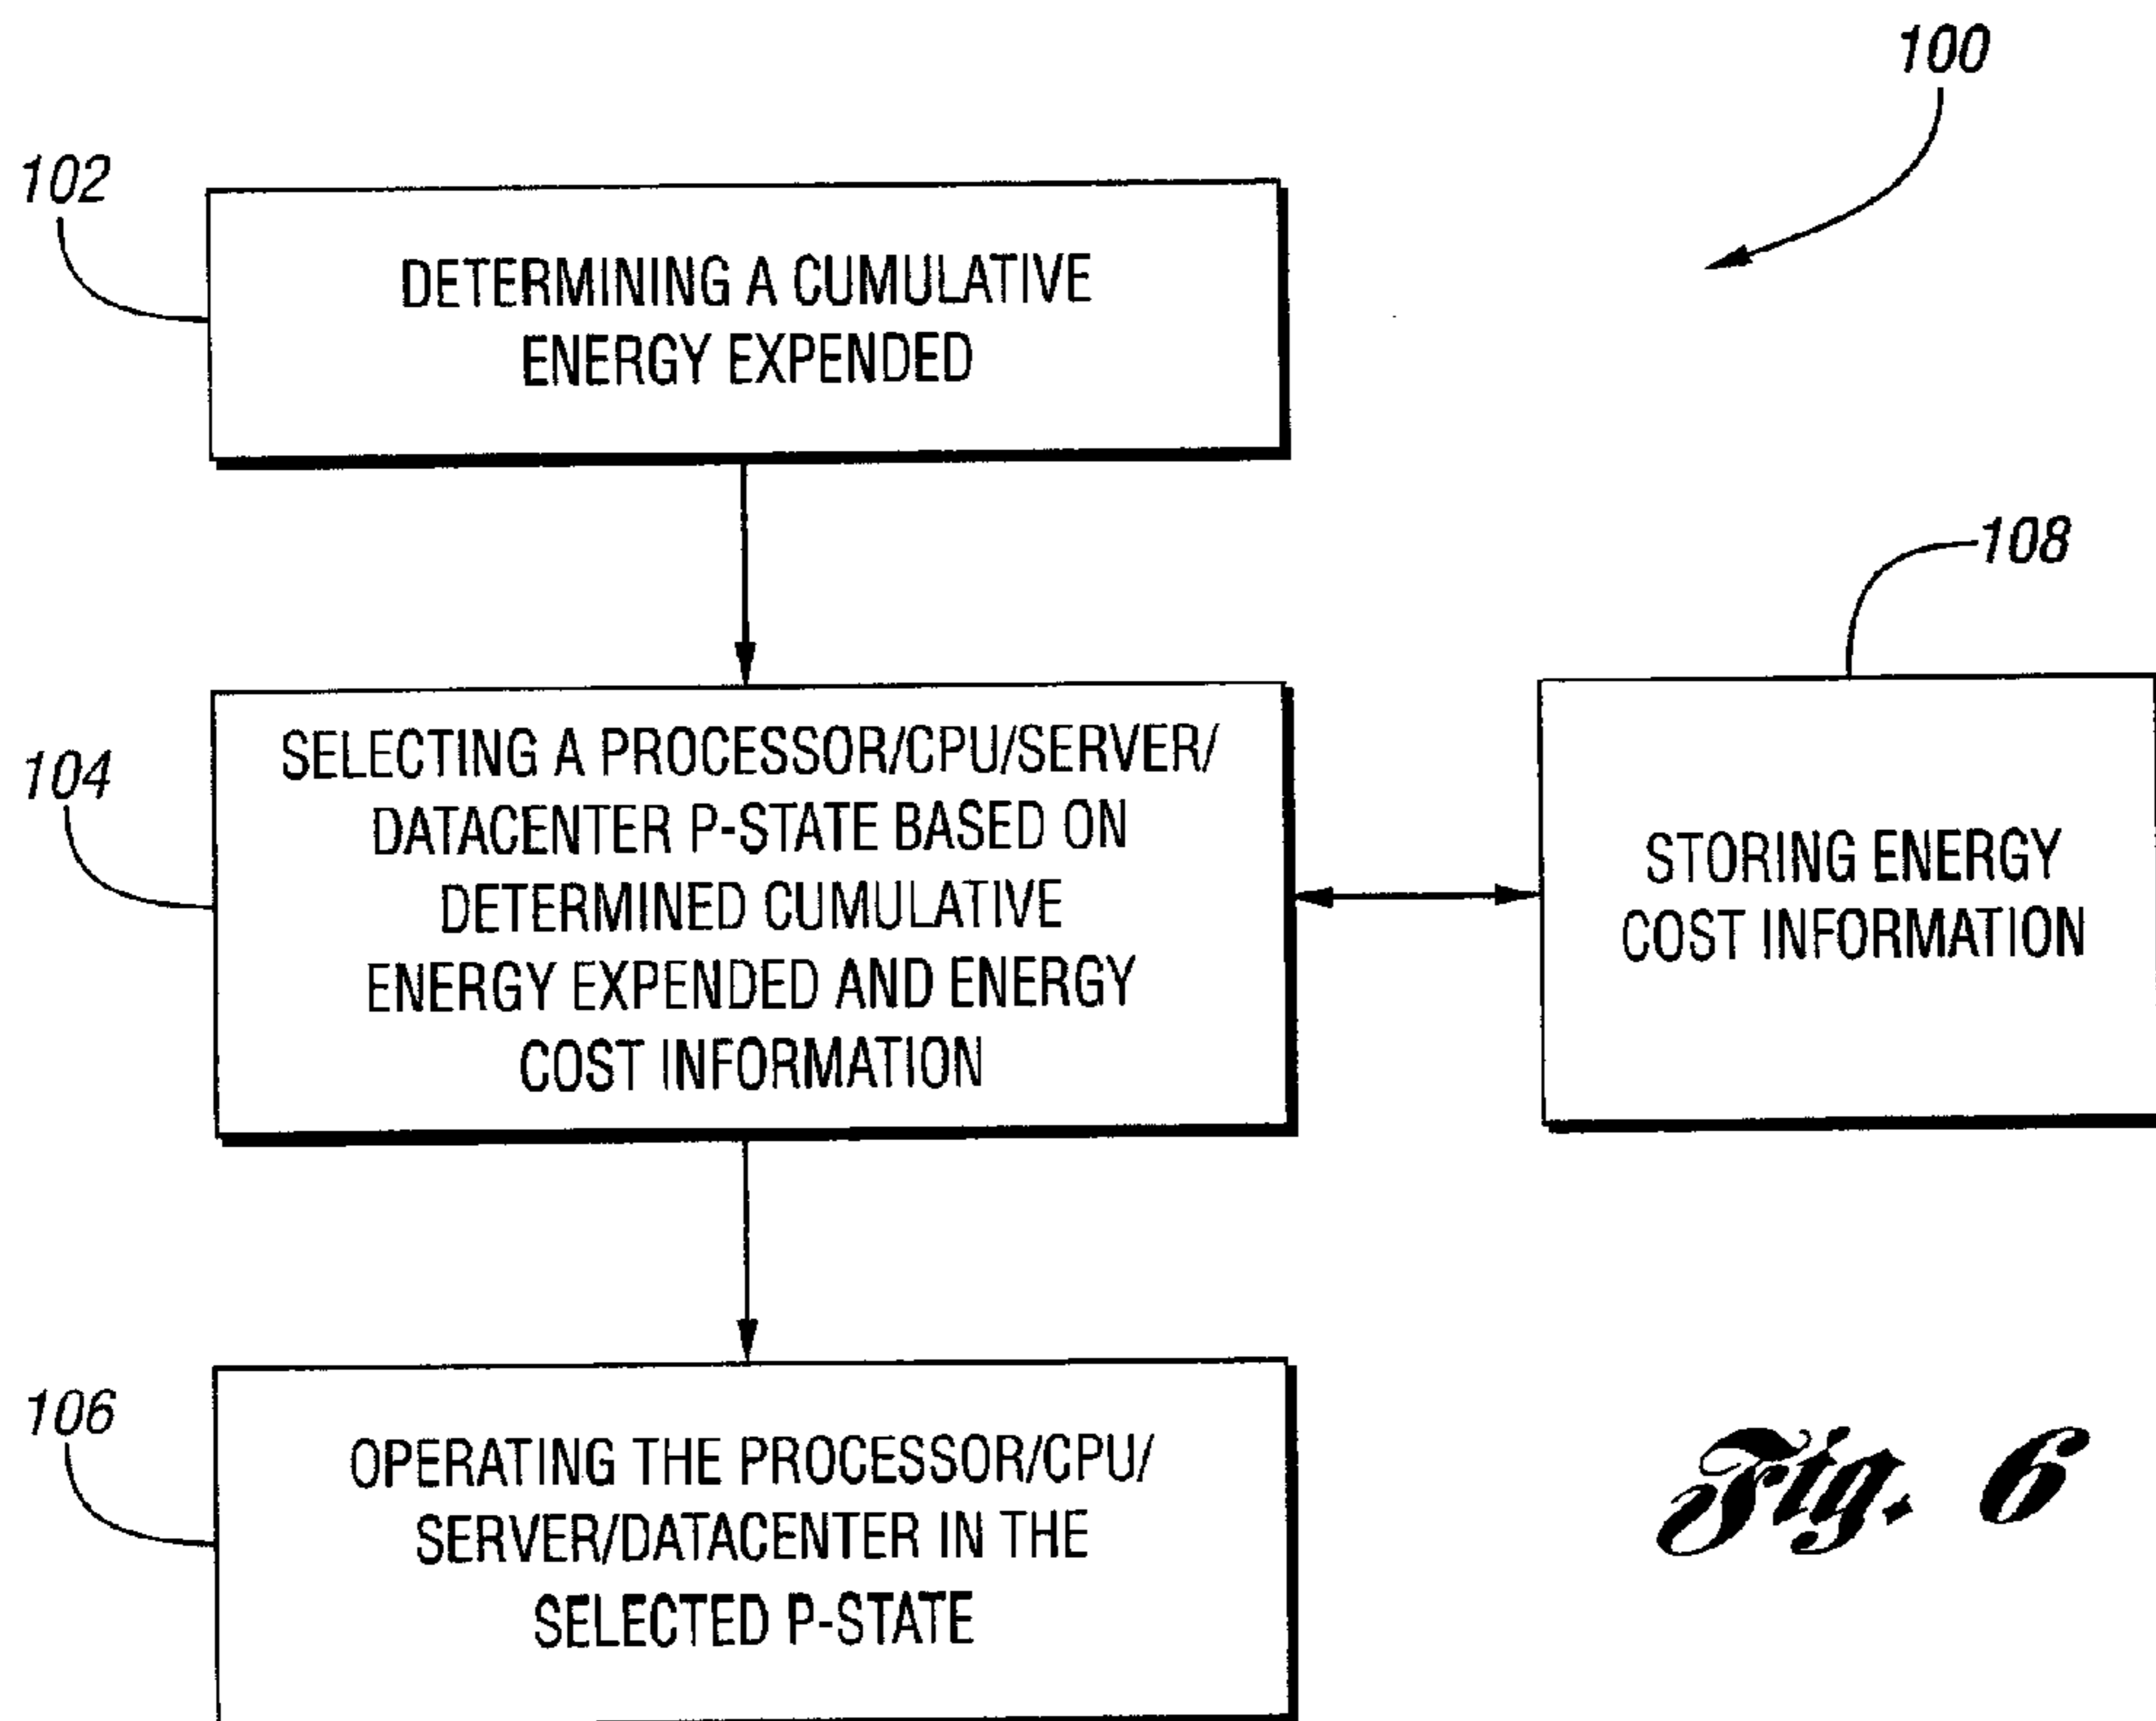 100
102
DETERMINING A CUMULATIVE
ENERGY EXPENDED
108
104
SELECTING A PROCESSOR/CPU/SERVER/
DATACENTER P-STATE BASED ON
DETERMINED CUMULATIVE
ENERGY EXPENDED AND ENERGY
COST INFORMATION
STORING ENERGY
COST INFORMATION
106
OPERATING THE PROCESSOR/CPU/
SERVER/DATACENTER IN THE
SELECTED P-STATE
Fig. 6